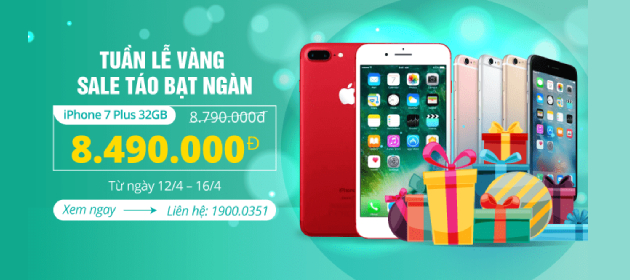 TUẦN LỄ VÀNG
SALE TÁO BẠT NGÀN
iPhone 7 Plus 32GB 8.790.000đ
8.490.000Đ
Từ ngày 12/4 – 16/4
Xem ngay Liên hệ: 1900.0351